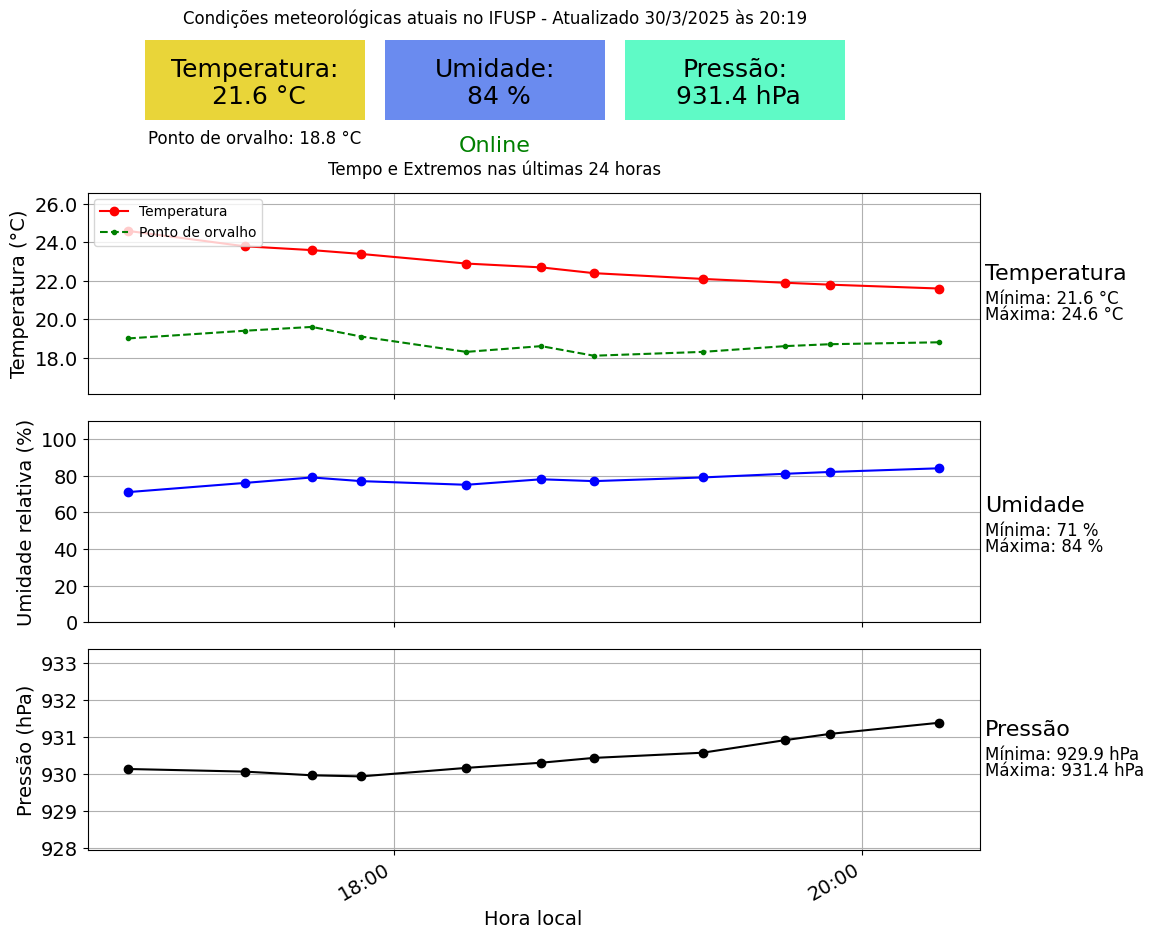 Condições meteorológicas atuais no IFUSP - Atualizado 30/3/2025 às 20:19
Temperatura:
21.6 °C
Umidade:
84 %
Pressão:
931.4 hPa
Ponto de orvalho: 18.8 °C
Online
Tempo e Extremos nas últimas 24 horas
Temperatura (°C)
26.0
24.0
22.0
20.0
18.0
Temperatura
Ponto de orvalho
Temperatura
Mínima: 21.6 °C
Máxima: 24.6 °C
Umidade relativa (%)
100
80
60
40
20
0
Umidade
Mínima: 71 %
Máxima: 84 %
Pressão (hPa)
933
932
931
930
929
928
Pressão
Mínima: 929.9 hPa
Máxima: 931.4 hPa
18:00
20:00
Hora local